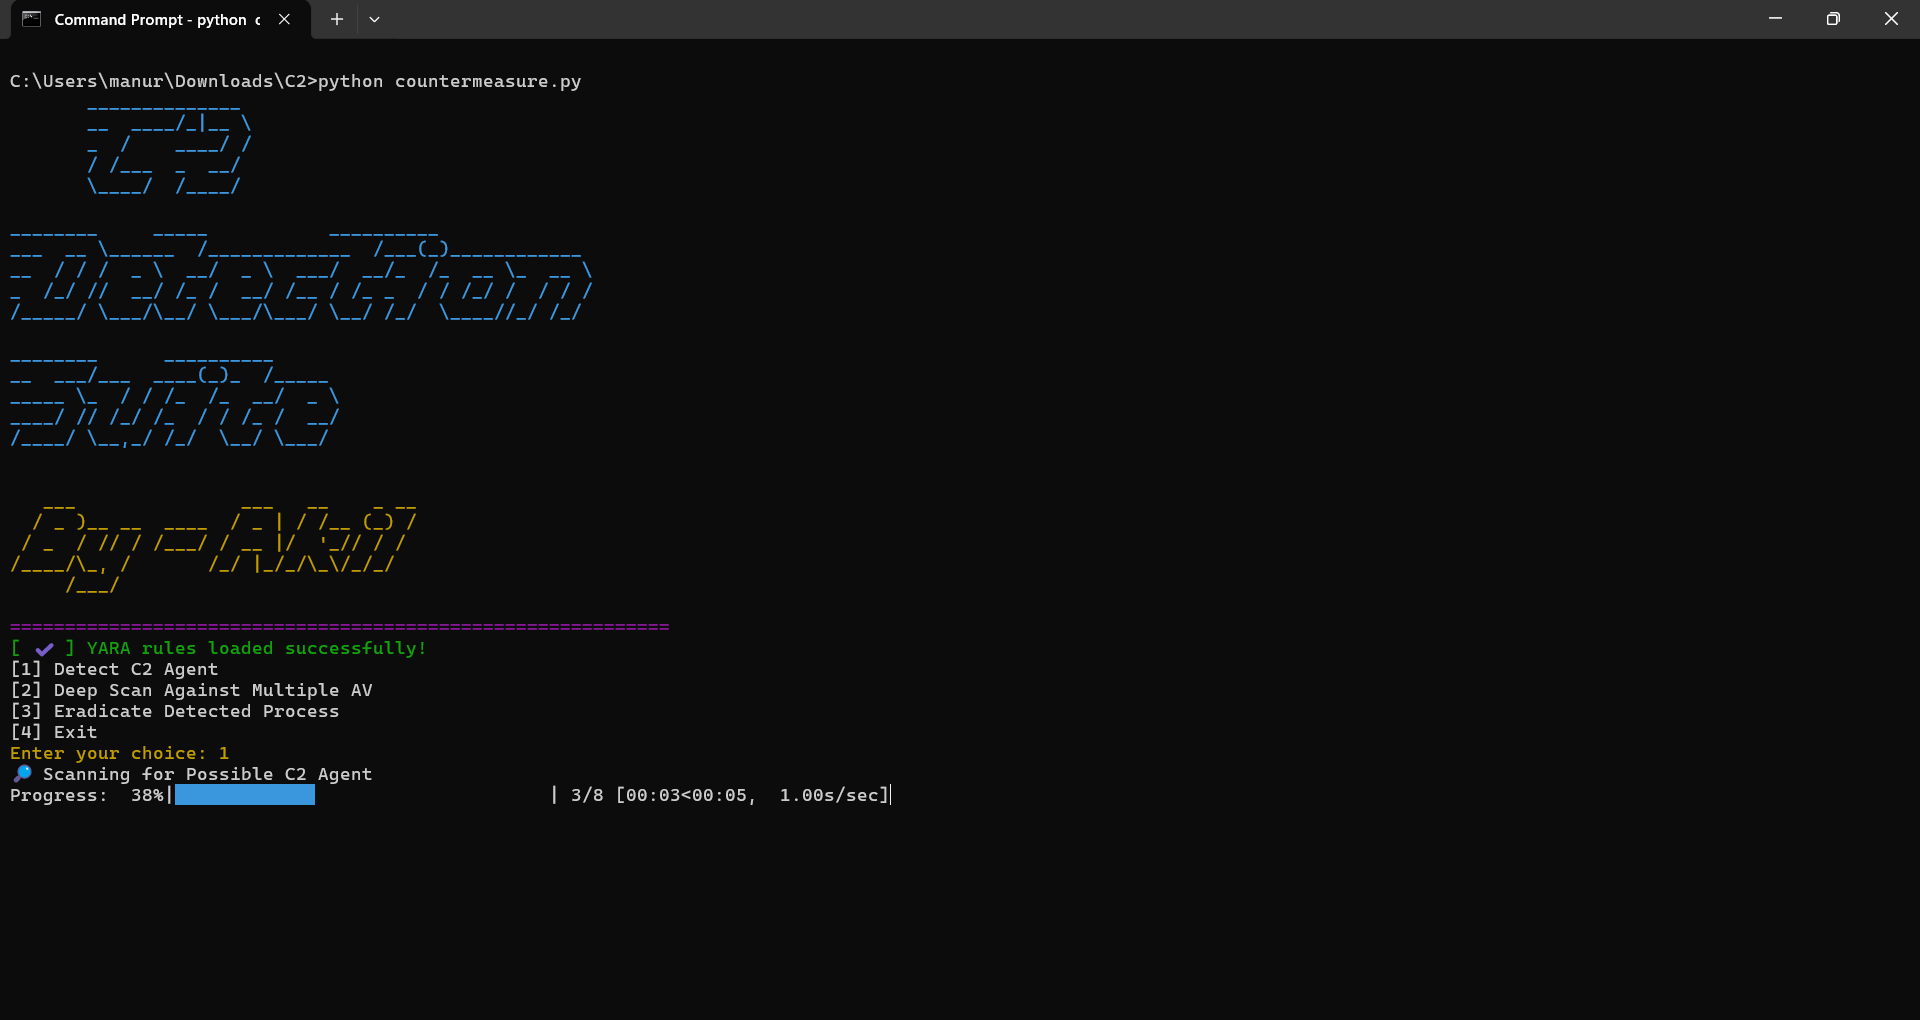 Command Prompt - python c
C:\Users\manur\Downloads\C2>python countermeasure.py
C2
Detection
Suite
By-Akil
============================================================
[ ✔ ] YARA rules loaded successfully!
[1] Detect C2 Agent
[2] Deep Scan Against Multiple AV
[3] Eradicate Detected Process
[4] Exit
Enter your choice: 1
🔎 Scanning for Possible C2 Agent
Progress:  38%|             | 3/8 [00:03<00:05,  1.00s/sec]